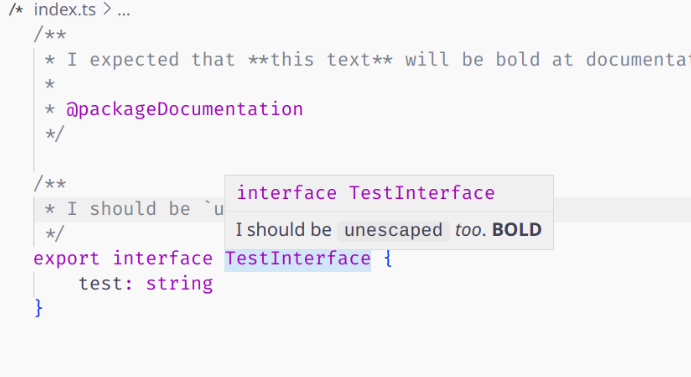 /* index.ts > ...
/**
* I expected that **this text** will be bold at documenta
*
* @packageDocumentation
*/
/**
interface TestInterface
* I should be `u
I should be unescaped too. BOLD
*/
export interface TestInterface {
test: string
}